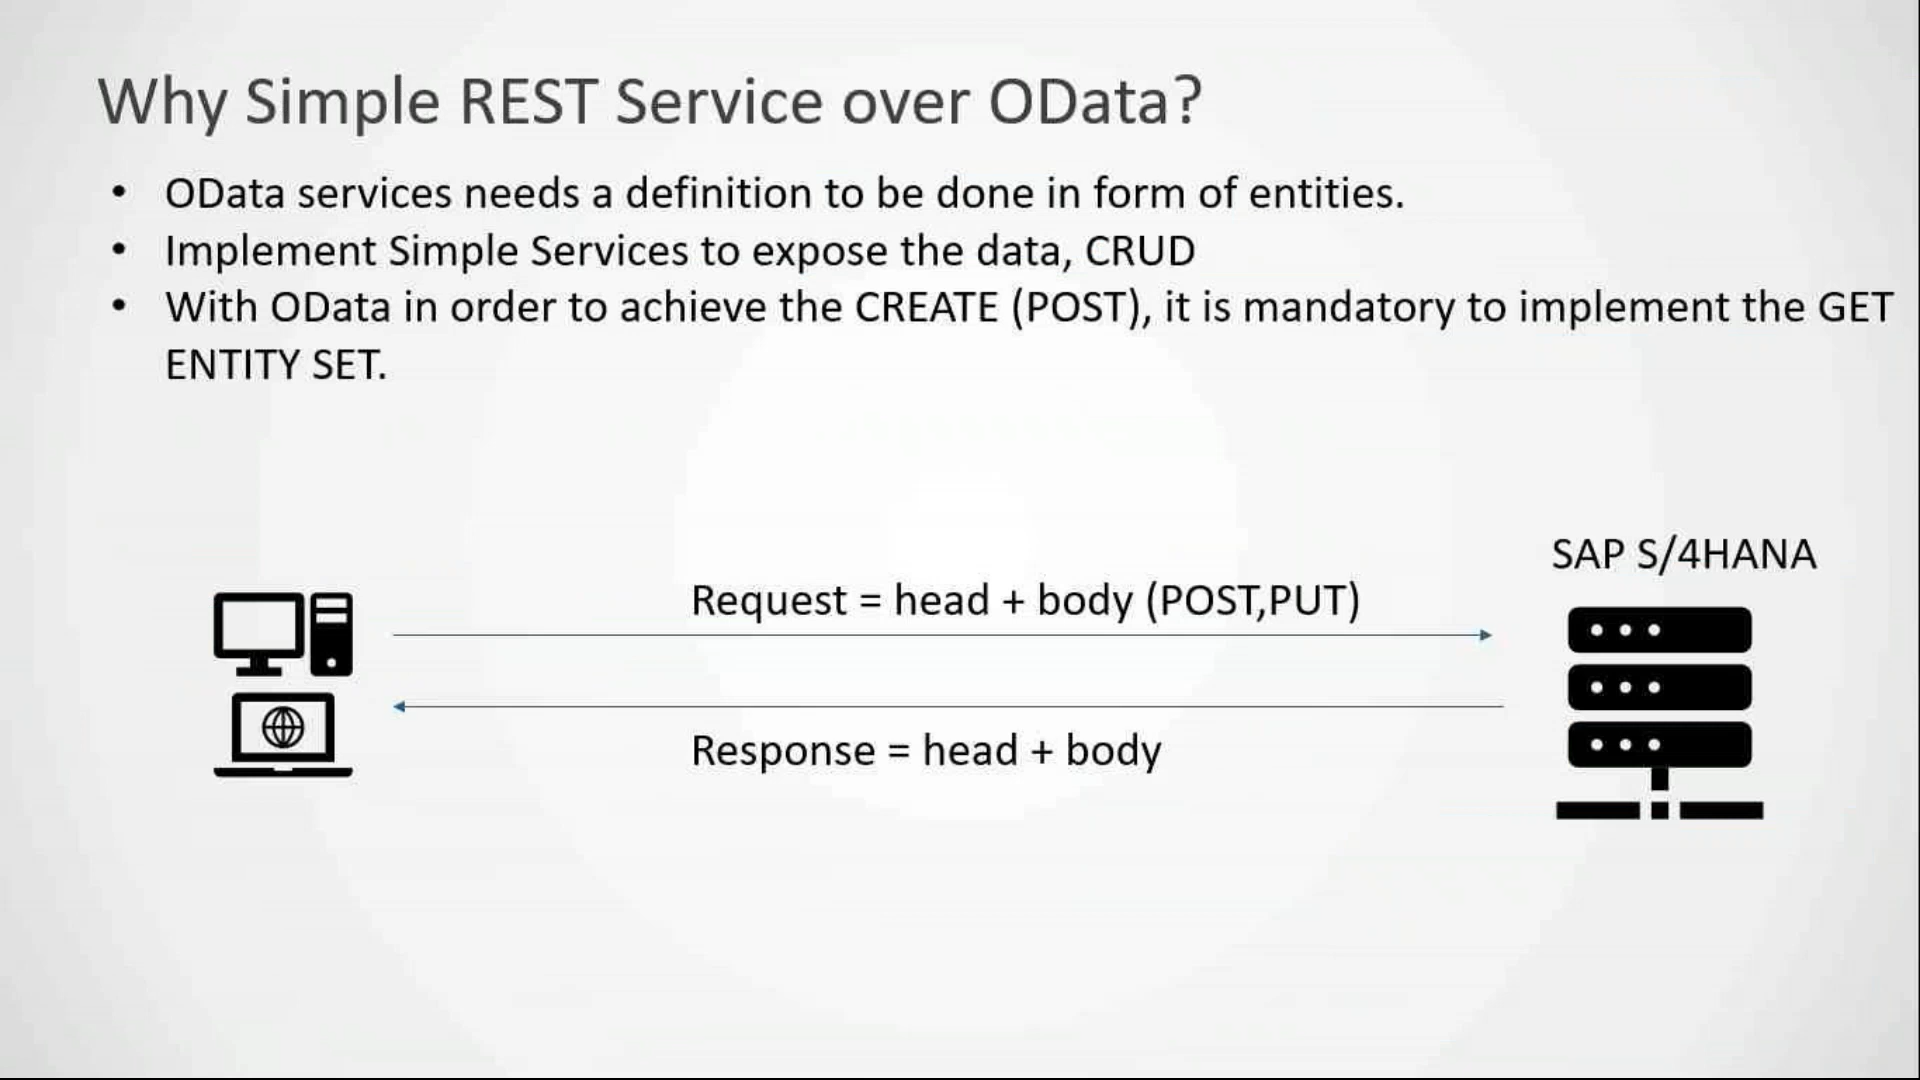 Why Simple REST Service over OData?
• OData services needs a definition to be done in form of entities.
• Implement Simple Services to expose the data, CRUD
• With OData in order to achieve the CREATE (POST), it is mandatory to implement the GET
ENTITY SET.
SAP S/4HANA
Request = head + body (POST,PUT)
Response = head + body